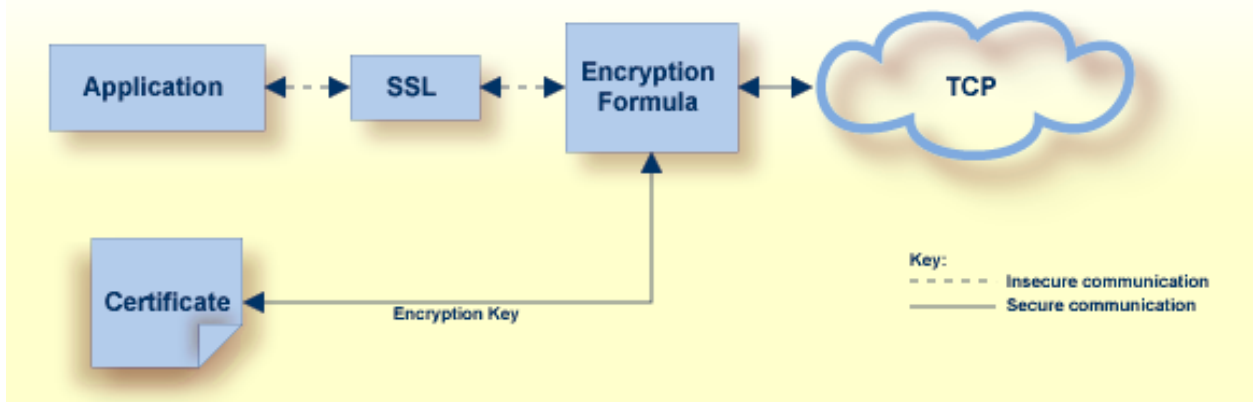 Application
SSL
Encryption
Formula
TCP
Certificate
Encryption Key
Key:
Insecure communication
Secure communication